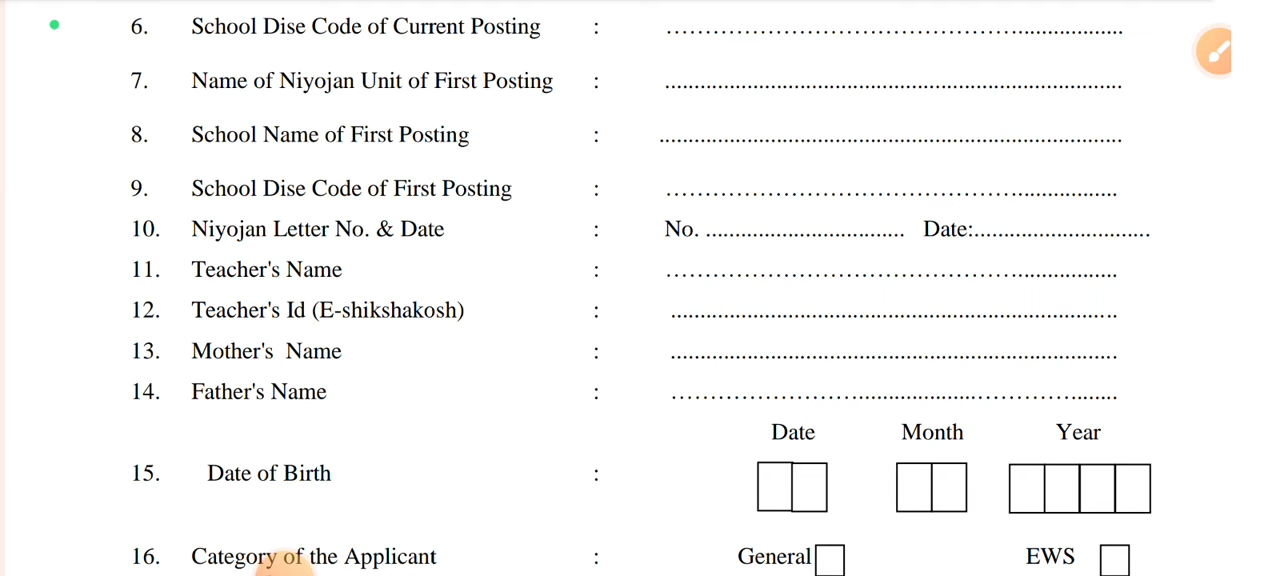 6. School Dise Code of Current Posting : ................................................................
7. Name of Niyojan Unit of First Posting : ................................................................
8. School Name of First Posting : ................................................................
9. School Dise Code of First Posting : ................................................................
10. Niyojan Letter No. & Date : No. .................................. Date:..............................
11. Teacher's Name : ................................................................
12. Teacher's Id (E-shikshakosh) : ................................................................
13. Mother's Name : ................................................................
14. Father's Name : ................................................................
Date Month Year
15. Date of Birth :
16. Category of the Applicant : General EWS